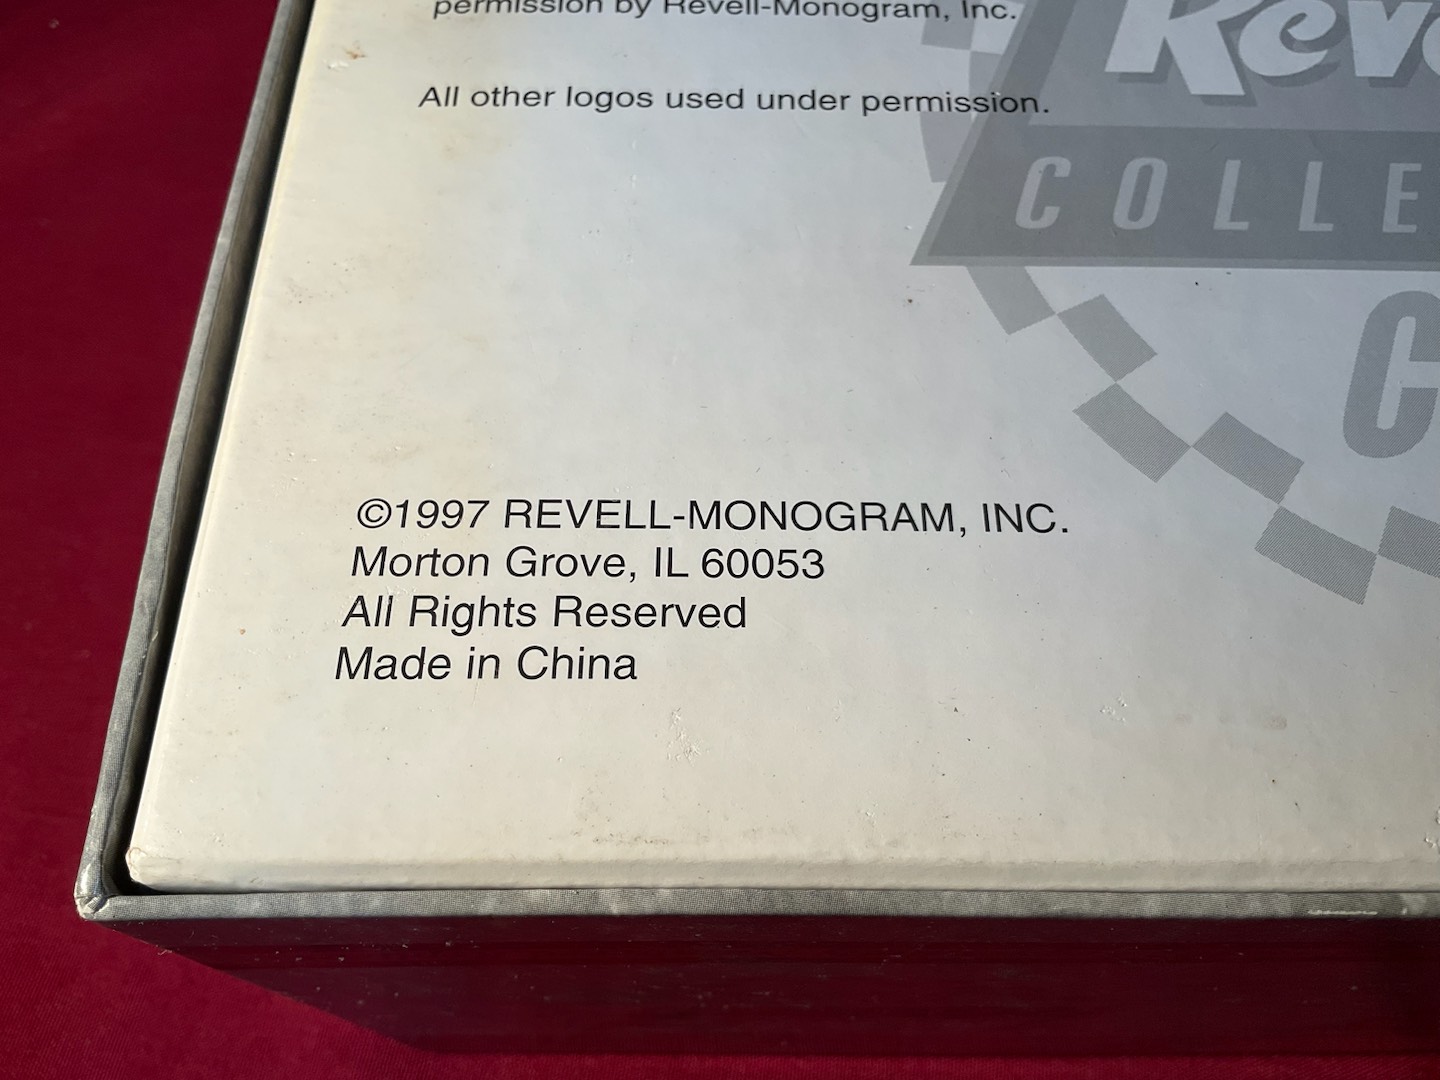 permission by Revell-Monogram, Inc.
All other logos used under permission.
Reve
COLLE
C
©1997 REVELL-MONOGRAM, INC.
Morton Grove, IL 60053
All Rights Reserved
Made in China